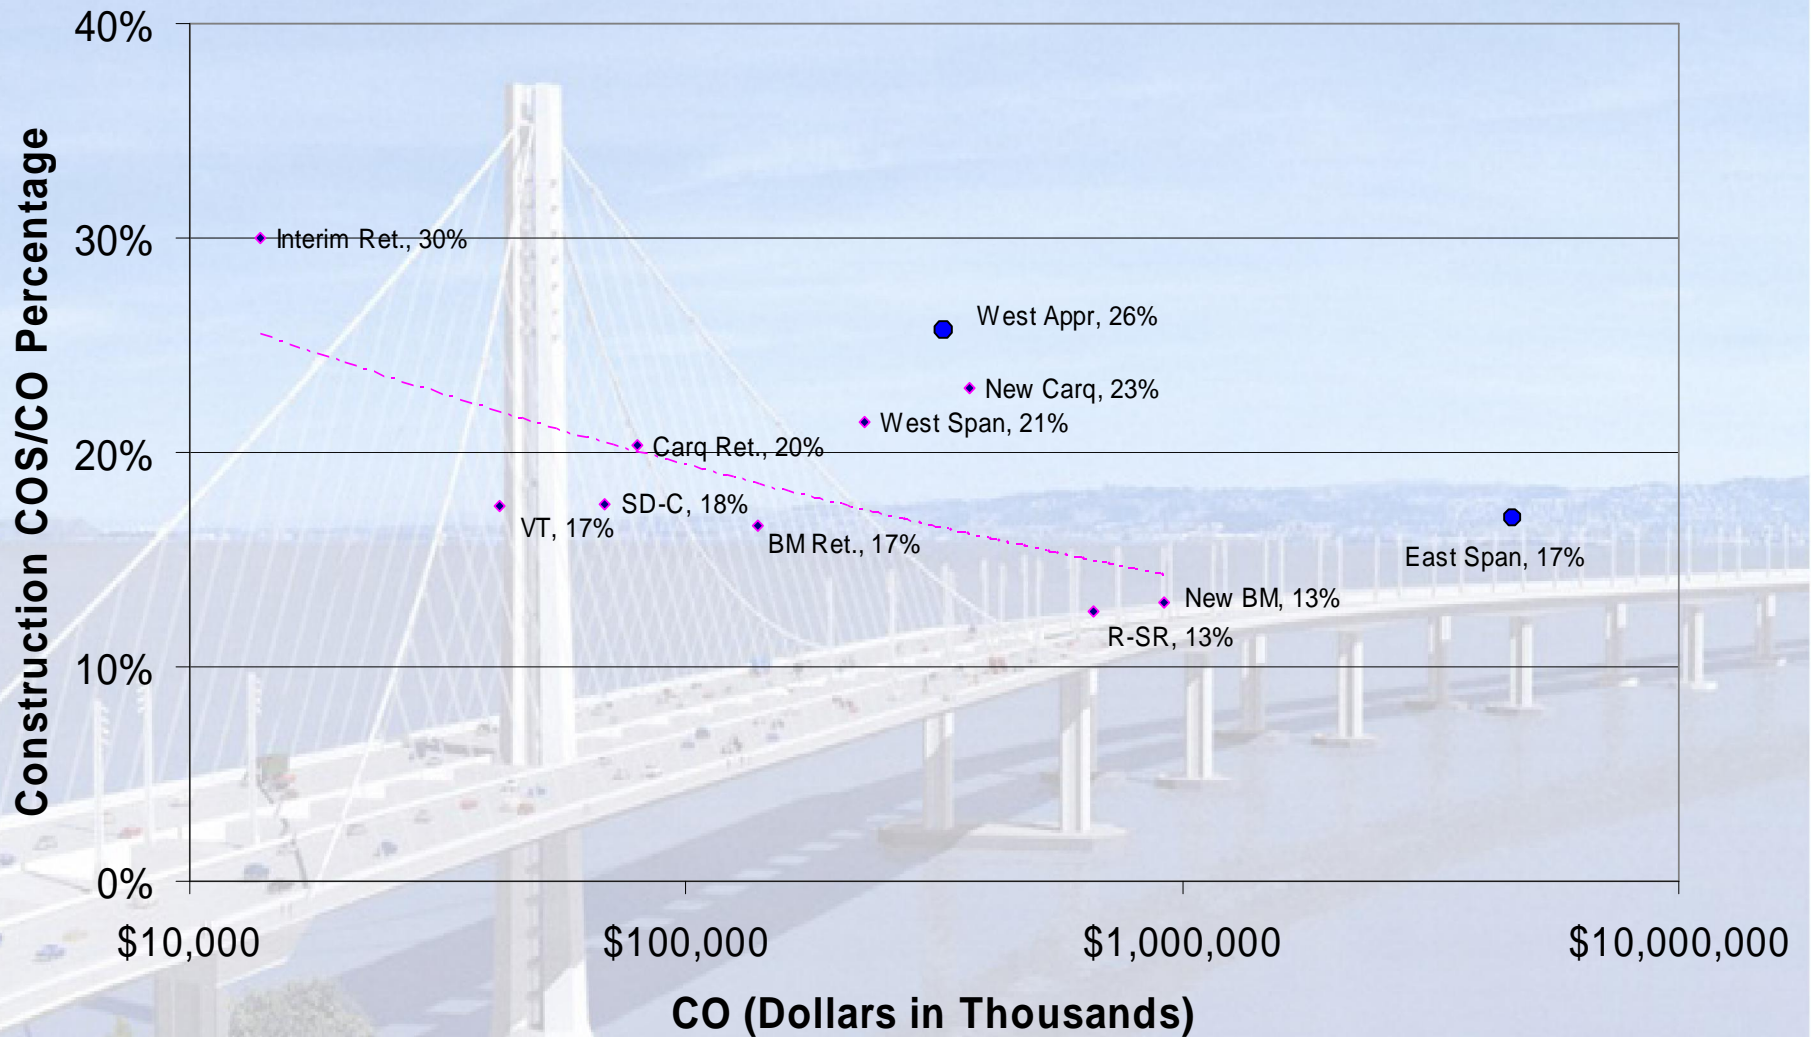 40%
30%
20%
10%
0%
Construction COS/CO Percentage
Interim Ret., 30%
West Appr, 26%
New Carq, 23%
West Span, 21%
Carq Ret., 20%
SD-C, 18%
VT, 17%
BM Ret., 17%
East Span, 17%
New BM, 13%
R-SR, 13%
$10,000
$100,000
$1,000,000
$10,000,000
CO (Dollars in Thousands)